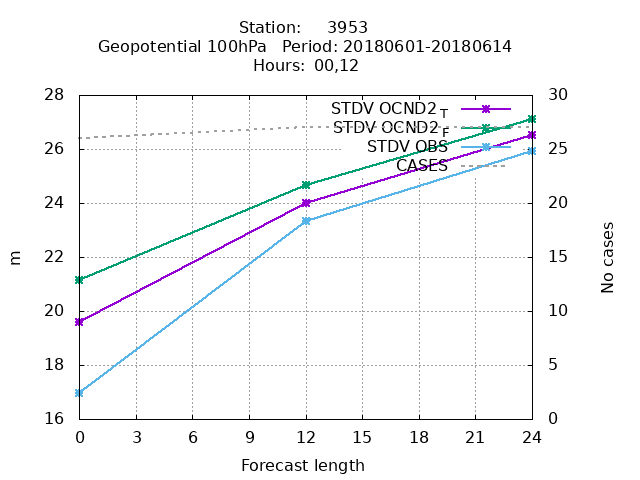 Station:     3953
Geopotential 100hPa   Period: 20180601-20180614
Hours:  00,12
28
26
24
22
20
18
16
m
30
25
20
15
10
5
0
No cases
STDV OCND2 T
STDV OCND2 F
STDV OBS
CASES
0 3 6 9 12 15 18 21 24
Forecast length